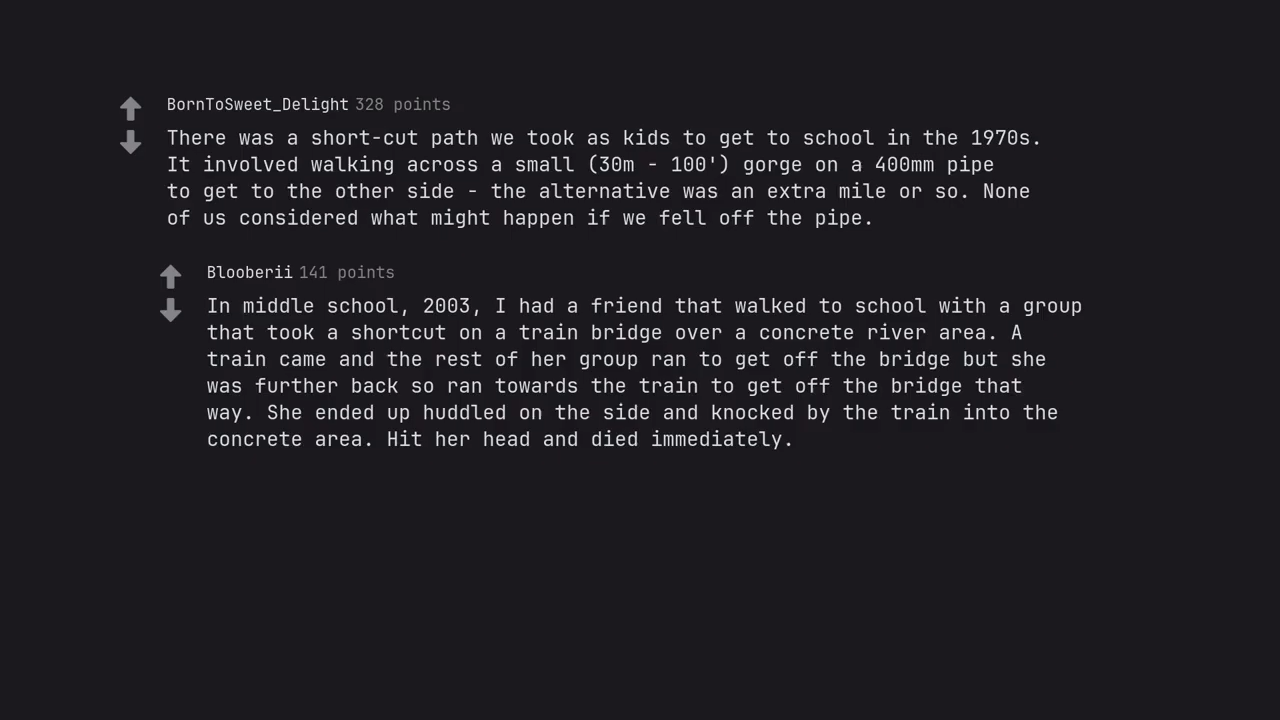 BornToSweet_Delight 328 points
There was a short-cut path we took as kids to get to school in the 1970s.
It involved walking across a small (30m - 100') gorge on a 400mm pipe
to get to the other side - the alternative was an extra mile or so. None
of us considered what might happen if we fell off the pipe.
Blooberii 141 points
In middle school, 2003, I had a friend that walked to school with a group
that took a shortcut on a train bridge over a concrete river area. A
train came and the rest of her group ran to get off the bridge but she
was further back so ran towards the train to get off the bridge that
way. She ended up huddled on the side and knocked by the train into the
concrete area. Hit her head and died immediately.